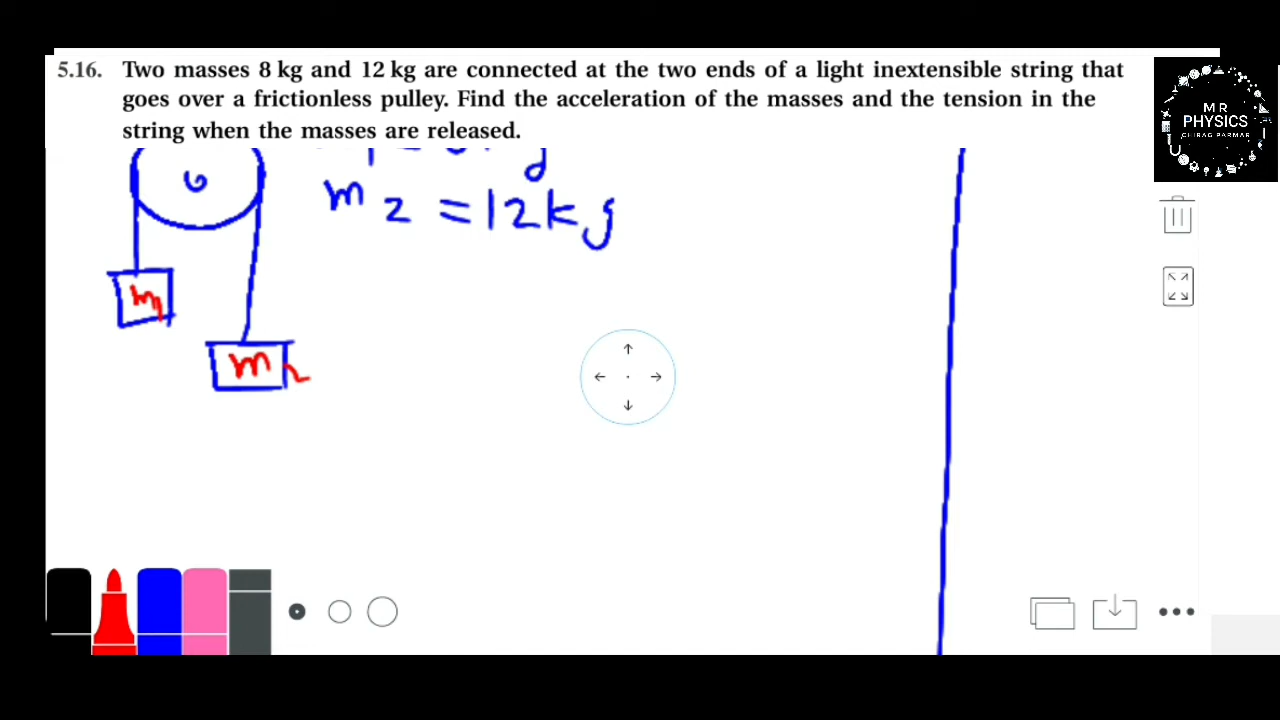 5.16. Two masses 8 kg and 12 kg are connected at the two ends of a light inextensible string that
goes over a frictionless pulley. Find the acceleration of the masses and the tension in the
string when the masses are released.
MR
PHYSICS
CHIRAG PARMAR
m2 = 12kg
m1
m2